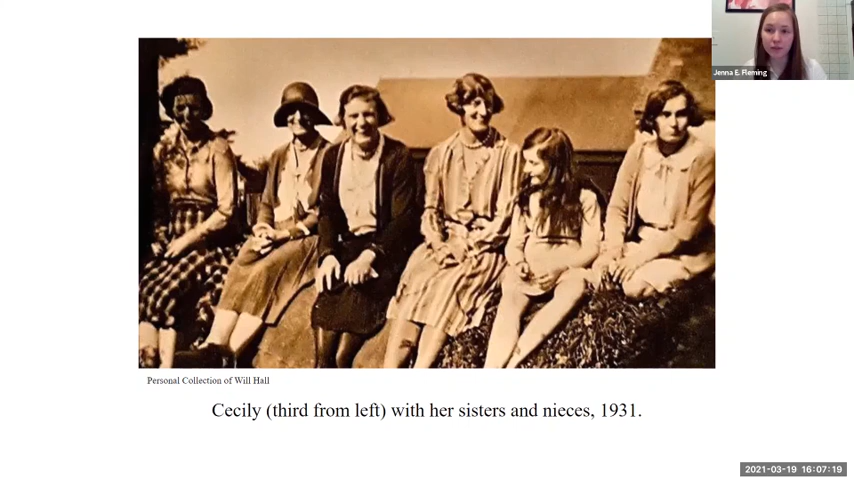 Jenna E. Fleming
Personal Collection of Will Hall
Cecily (third from left) with her sisters and nieces, 1931.
2021-03-19 16:07:19